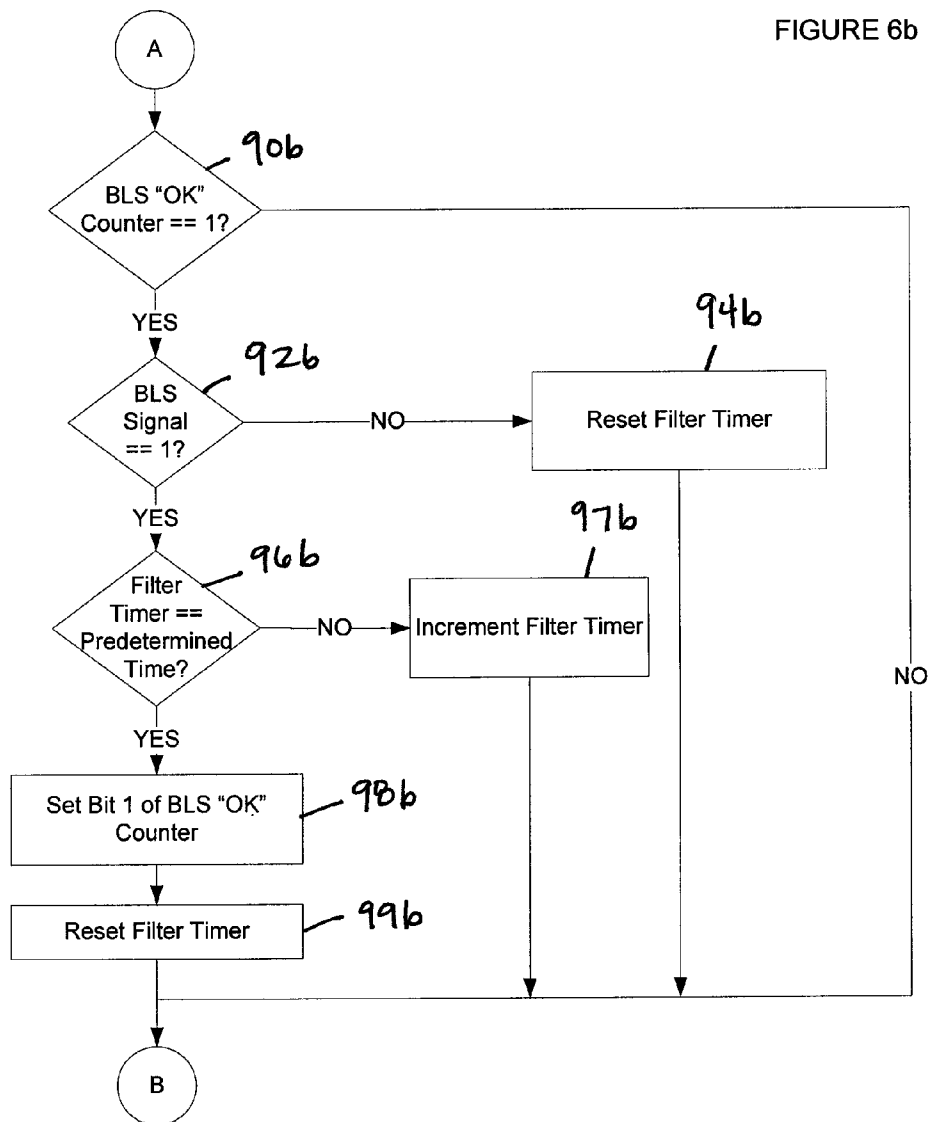 FIGURE 6b
A
90b
BLS “OK”
Counter == 1?
YES
92b
94b
BLS
Signal
== 1?
NO
Reset Filter Timer
YES
96b
97b
Filter
Timer ==
Predetermined
Time?
NO
Increment Filter Timer
NO
YES
Set Bit 1 of BLS “OK”
Counter
98b
Reset Filter Timer
99b
B